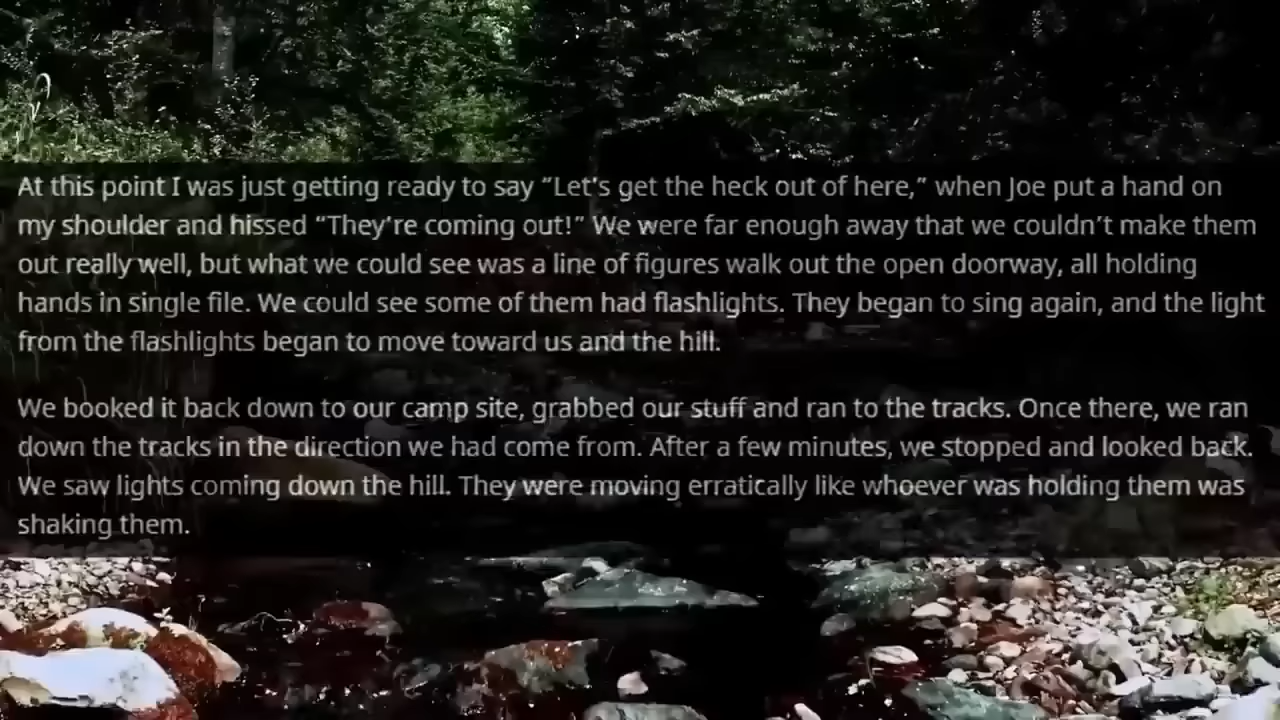 At this point I was just getting ready to say “Let's get the heck out of here,” when Joe put a hand on
my shoulder and hissed “They're coming out!” We were far enough away that we couldn’t make them
out really well, but what we could see was a line of figures walk out the open doorway, all holding
hands in single file. We could see some of them had flashlights. They began to sing again, and the light
from the flashlights began to move toward us and the hill.
We booked it back down to our camp site, grabbed our stuff and ran to the tracks. Once there, we ran
down the tracks in the direction we had come from. After a few minutes, we stopped and looked back.
We saw lights coming down the hill. They were moving erratically like whoever was holding them was
shaking them.